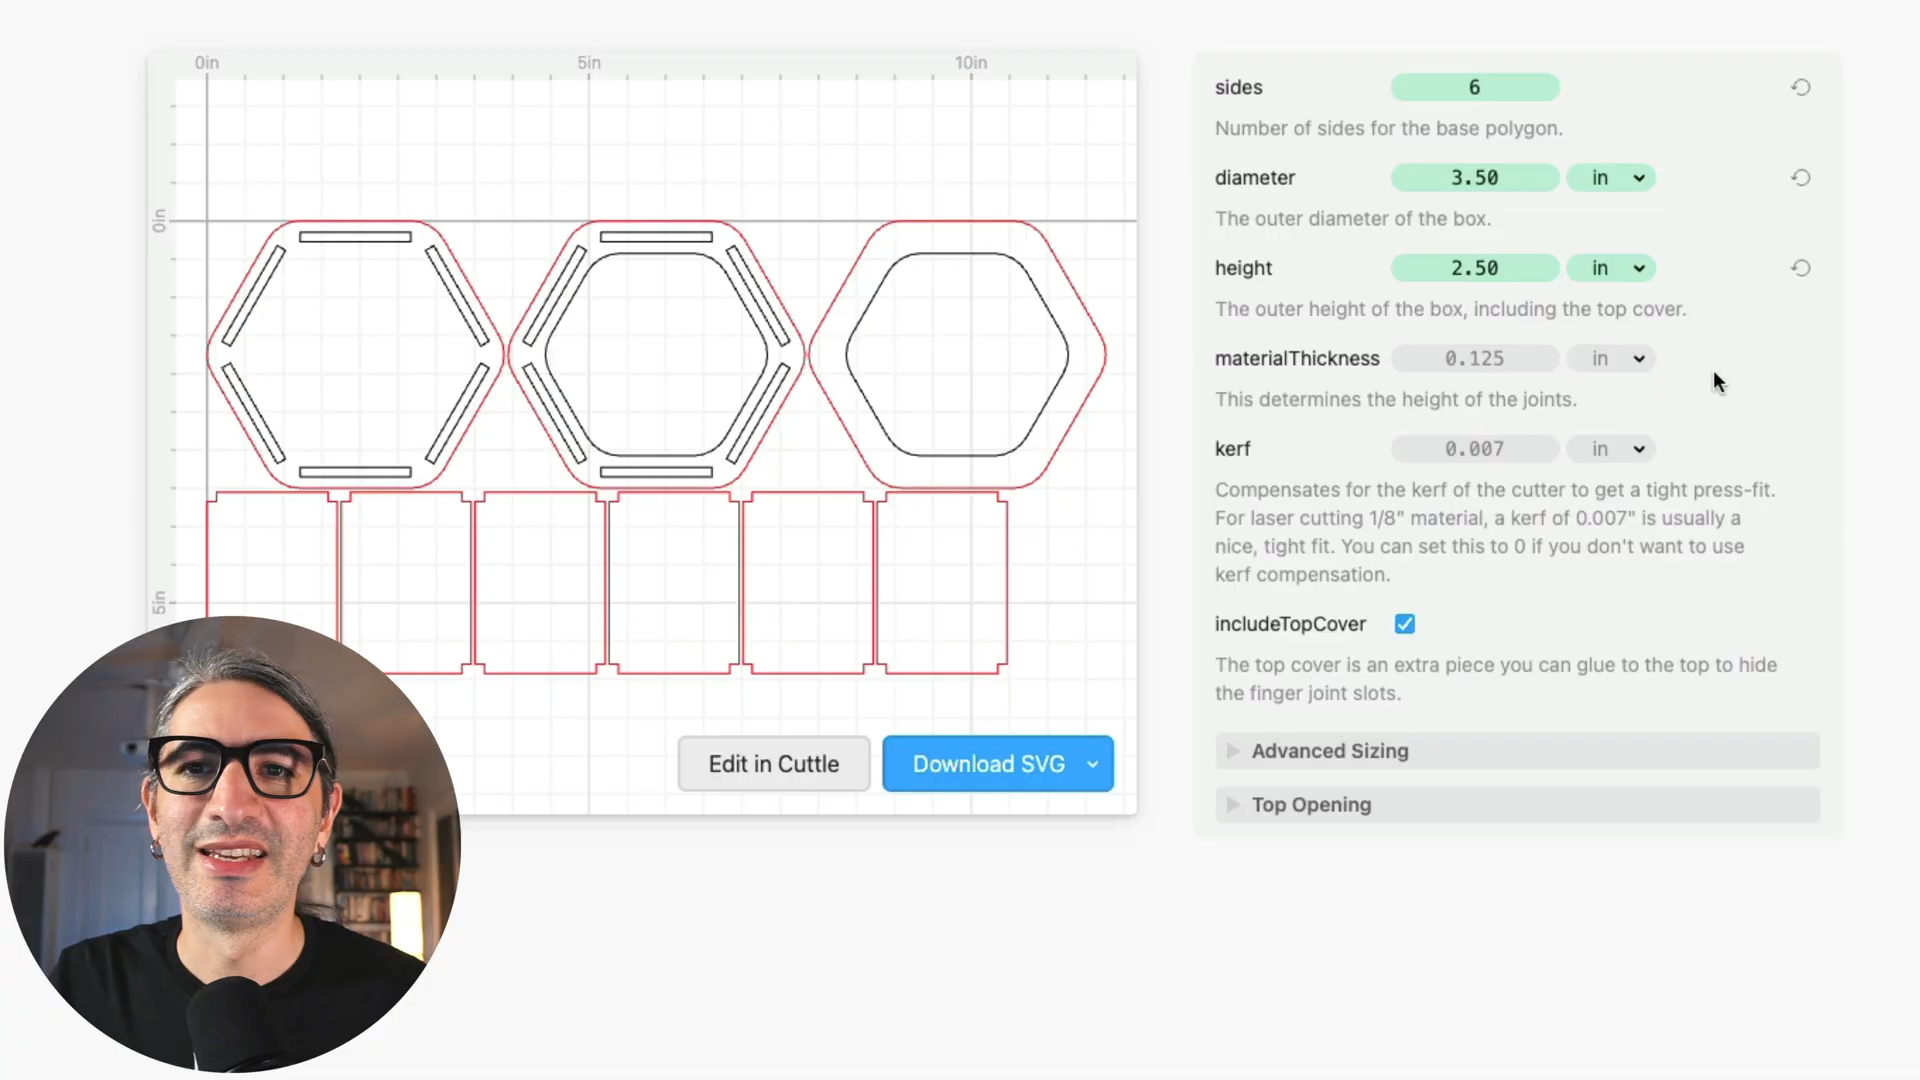 0in
5in
10in
0in
5in
sides 6
Number of sides for the base polygon.
diameter 3.50 in
The outer diameter of the box.
height 2.50 in
The outer height of the box, including the top cover.
materialThickness 0.125 in
This determines the height of the joints.
kerf 0.007 in
Compensates for the kerf of the cutter to get a tight press-fit.
For laser cutting 1/8" material, a kerf of 0.007" is usually a
nice, tight fit. You can set this to 0 if you don't want to use
kerf compensation.
includeTopCover
The top cover is an extra piece you can glue to the top to hide
the finger joint slots.
Advanced Sizing
Top Opening
Edit in Cuttle
Download SVG